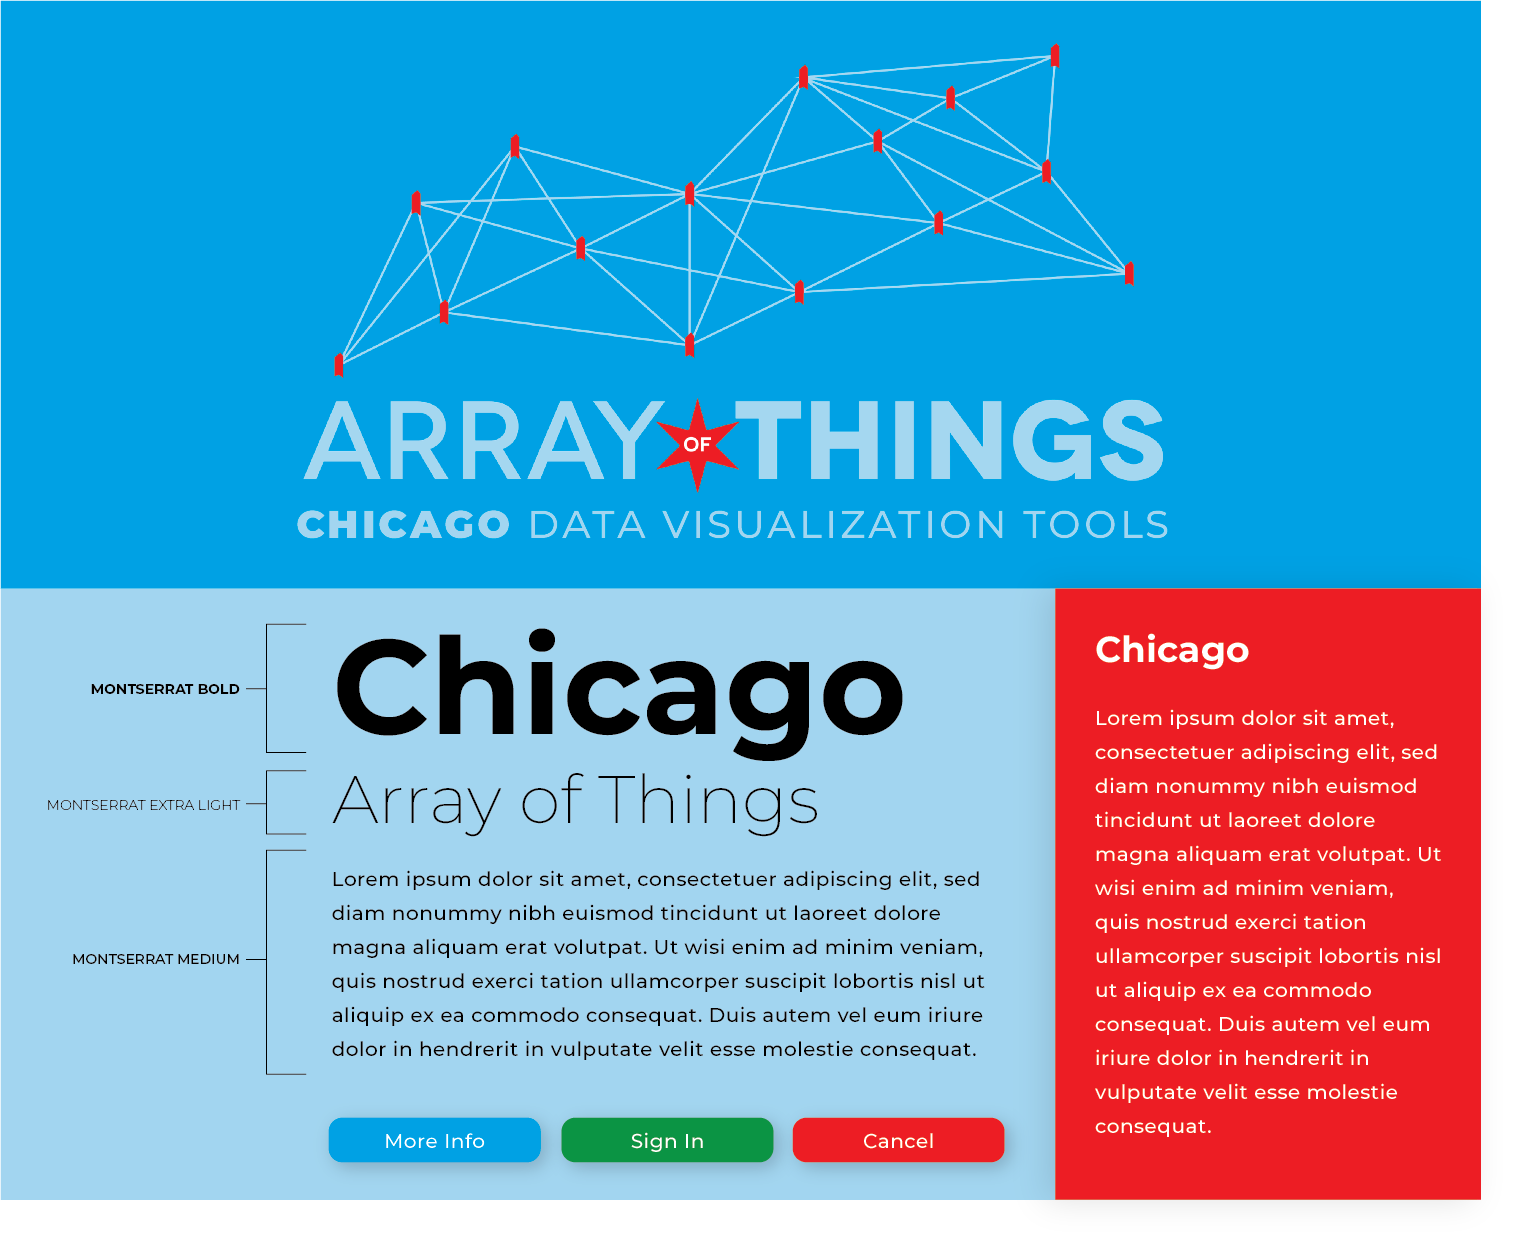 ARRAY OF THINGS
CHICAGO DATA VISUALIZATION TOOLS
MONTSERRAT BOLD
Chicago
MONTSERRAT EXTRA LIGHT
Array of Things
MONTSERRAT MEDIUM
Lorem ipsum dolor sit amet, consectetuer adipiscing elit, sed
diam nonummy nibh euismod tincidunt ut laoreet dolore
magna aliquam erat volutpat. Ut wisi enim ad minim veniam,
quis nostrud exerci tation ullamcorper suscipit lobortis nisl ut
aliquip ex ea commodo consequat. Duis autem vel eum iriure
dolor in hendrerit in vulputate velit esse molestie consequat.
More Info
Sign In
Cancel
Chicago
Lorem ipsum dolor sit amet,
consectetuer adipiscing elit, sed
diam nonummy nibh euismod
tincidunt ut laoreet dolore
magna aliquam erat volutpat. Ut
wisi enim ad minim veniam,
quis nostrud exerci tation
ullamcorper suscipit lobortis nisl
ut aliquip ex ea commodo
consequat. Duis autem vel eum
iriure dolor in hendrerit in
vulputate velit esse molestie
consequat.